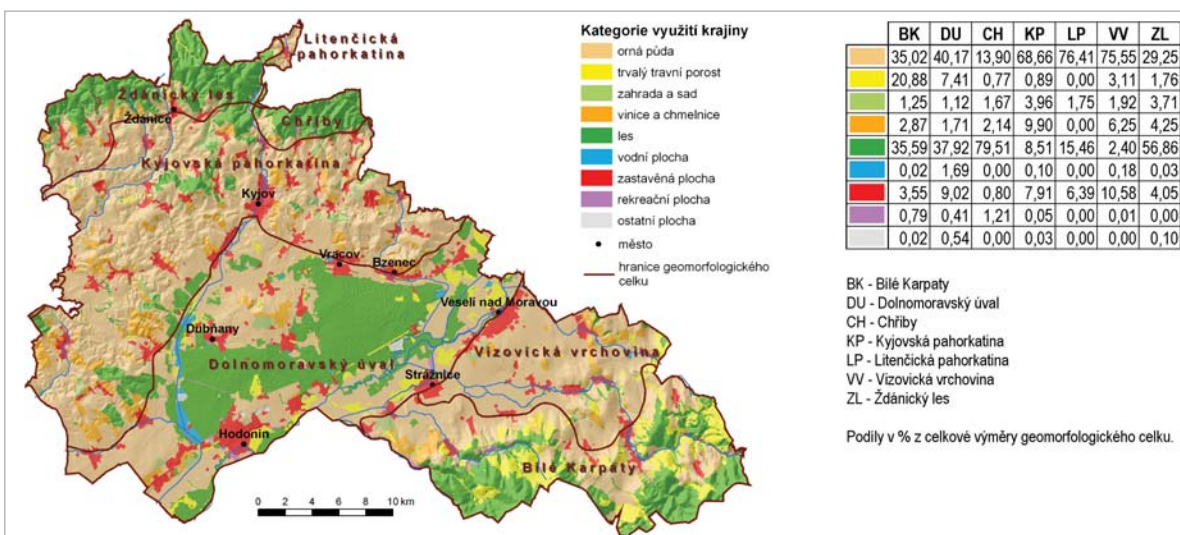 Litenčická
pahorkatina
Ždánický les
Ždánice
Chřiby
Kyjovská pahorkatina
Kyjov
Vracov
Bzenec
Veselí nad Moravou
Dubňany
Dolnomoravský úval
Vizovická vrchovina
Strážnice
Hodonín
Bílé Karpaty
0 2 4 6 8 10 km
Kategorie využití krajiny
orná půda
trvalý travní porost
zahrada a sad
vinice a chmelnice
les
vodní plocha
zastavěná plocha
rekreační plocha
ostatní plocha
město
hranice geomorfologického
celku
BK DU CH KP LP VV ZL
35,02 40,17 13,90 68,66 76,41 75,55 29,25
20,88 7,41 0,77 0,89 0,00 3,11 1,76
1,25 1,12 1,67 3,96 1,75 1,92 3,71
2,87 1,71 2,14 9,90 0,00 6,25 4,25
35,59 37,92 79,51 8,51 15,46 2,40 56,86
0,02 1,69 0,00 0,10 0,00 0,18 0,03
3,55 9,02 0,80 7,91 6,39 10,58 4,05
0,79 0,41 1,21 0,05 0,00 0,01 0,00
0,02 0,54 0,00 0,03 0,00 0,00 0,10
BK - Bílé Karpaty
DU - Dolnomoravský úval
CH - Chřiby
KP - Kyjovská pahorkatina
LP - Litenčická pahorkatina
VV - Vizovická vrchovina
ZL - Ždánický les
Podíly v % z celkové výměry geomorfologického celku.